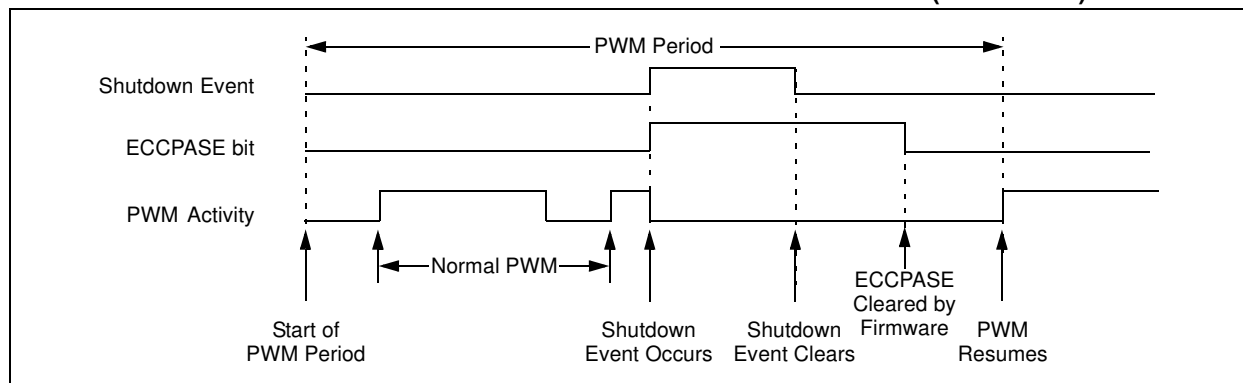 PWM Period
Shutdown Event
ECCPASE bit
PWM Activity
Normal PWM
Start of
PWM Period
Shutdown
Event Occurs
Shutdown
Event Clears
ECCPASE
Cleared by
Firmware
PWM
Resumes